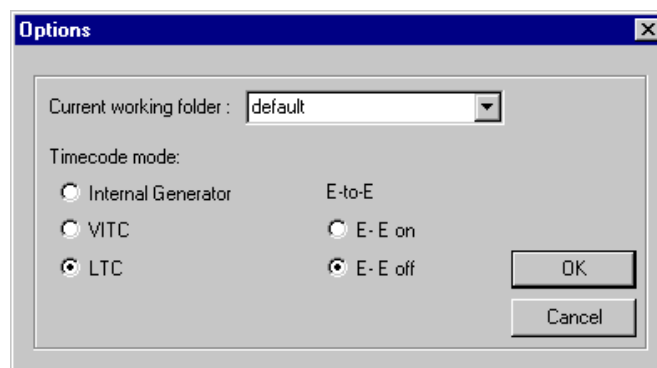 Options
Current working folder : default
Timecode mode:
Internal Generator E-to-E
VITC E- E on
LTC E- E off
OK
Cancel